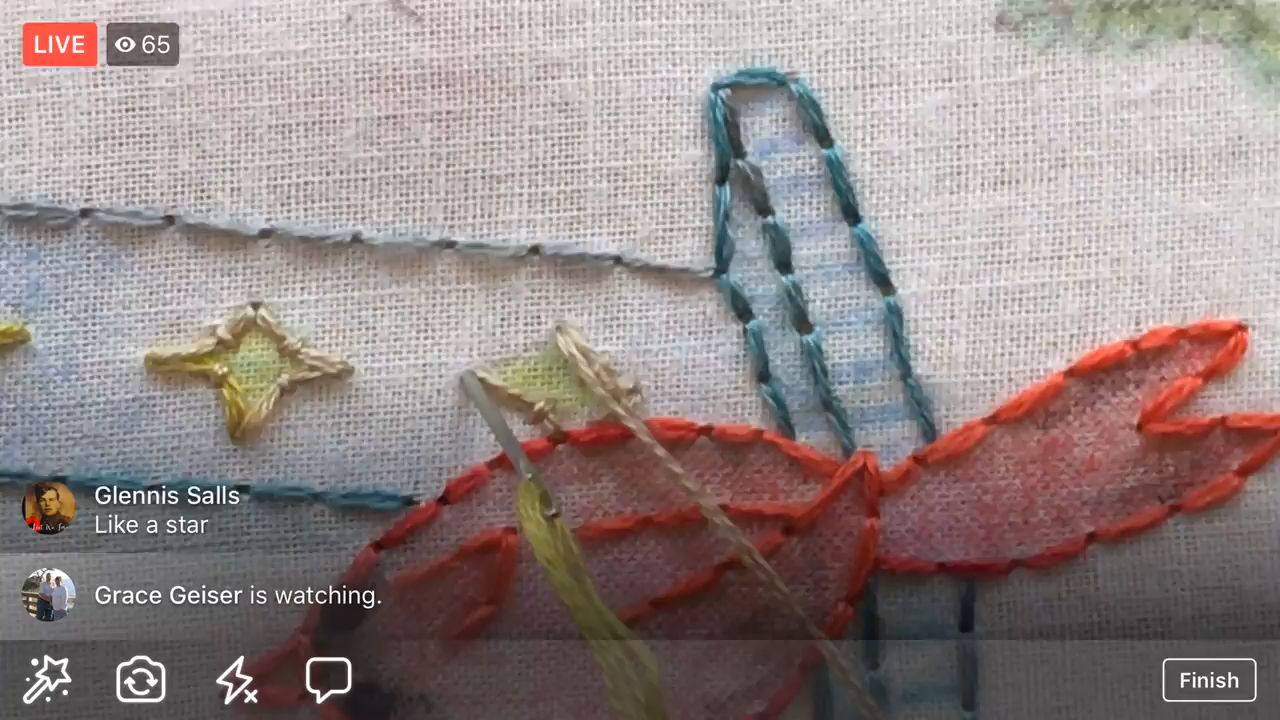 LIVE 65
Glennis Salls
Like a star
Grace Geiser is watching.
Finish